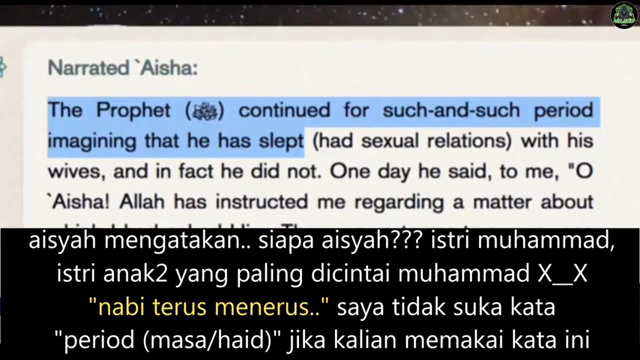 Narrated `Aisha:
The Prophet (ﷺ) continued for such-and-such period
imagining that he has slept (had sexual relations) with his
wives, and in fact he did not. One day he said, to me, "O
`Aisha! Allah has instructed me regarding a matter about
aisyah mengatakan.. siapa aisyah??? istri muhammad,
istri anak2 yang paling dicintai muhammad X__X
"nabi terus menerus.." saya tidak suka kata
"period (masa/haid)" jika kalian memakai kata ini